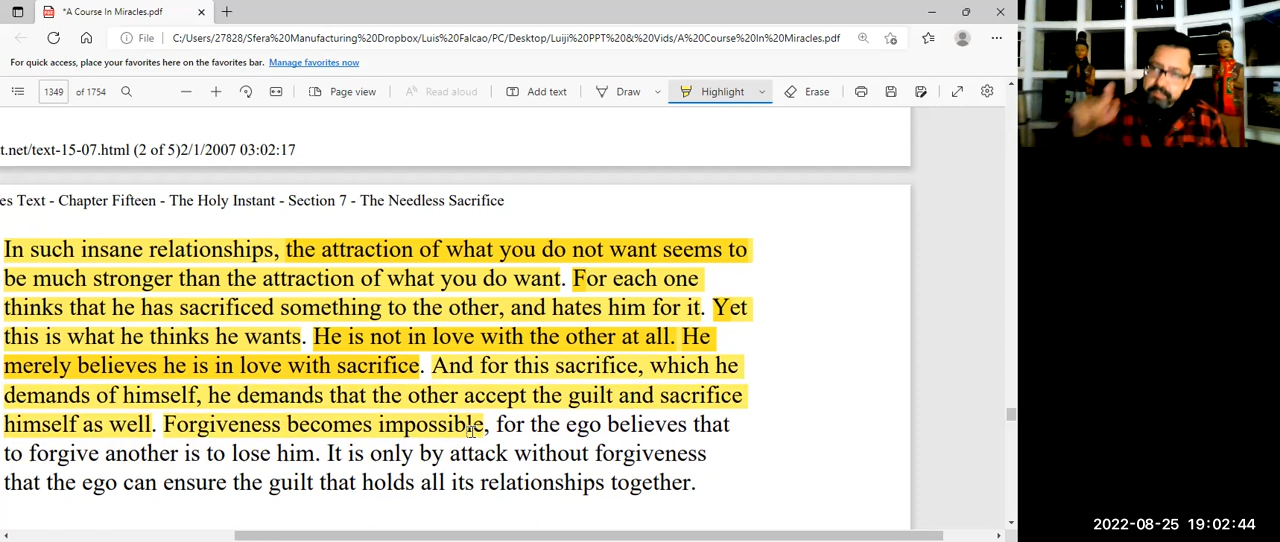 *A Course In Miracles.pdf
File C:/Users/27828/Sfera%20Manufacturing%20Dropbox/Luis%20Falcao/PC/Desktop/Luiji%20PPT%20&%20Vids/A%20Course%20In%20Miracles.pdf
For quick access, place your favorites here on the favorites bar. Manage favorites now
1349 of 1754 Page view Read aloud Add text Draw Highlight Erase
t.net/text-15-07.html (2 of 5)2/1/2007 03:02:17
es Text - Chapter Fifteen - The Holy Instant - Section 7 - The Needless Sacrifice
In such insane relationships, the attraction of what you do not want seems to
be much stronger than the attraction of what you do want. For each one
thinks that he has sacrificed something to the other, and hates him for it. Yet
this is what he thinks he wants. He is not in love with the other at all. He
merely believes he is in love with sacrifice. And for this sacrifice, which he
demands of himself, he demands that the other accept the guilt and sacrifice
himself as well. Forgiveness becomes impossible, for the ego believes that
to forgive another is to lose him. It is only by attack without forgiveness
that the ego can ensure the guilt that holds all its relationships together.
2022-08-25 19:02:44